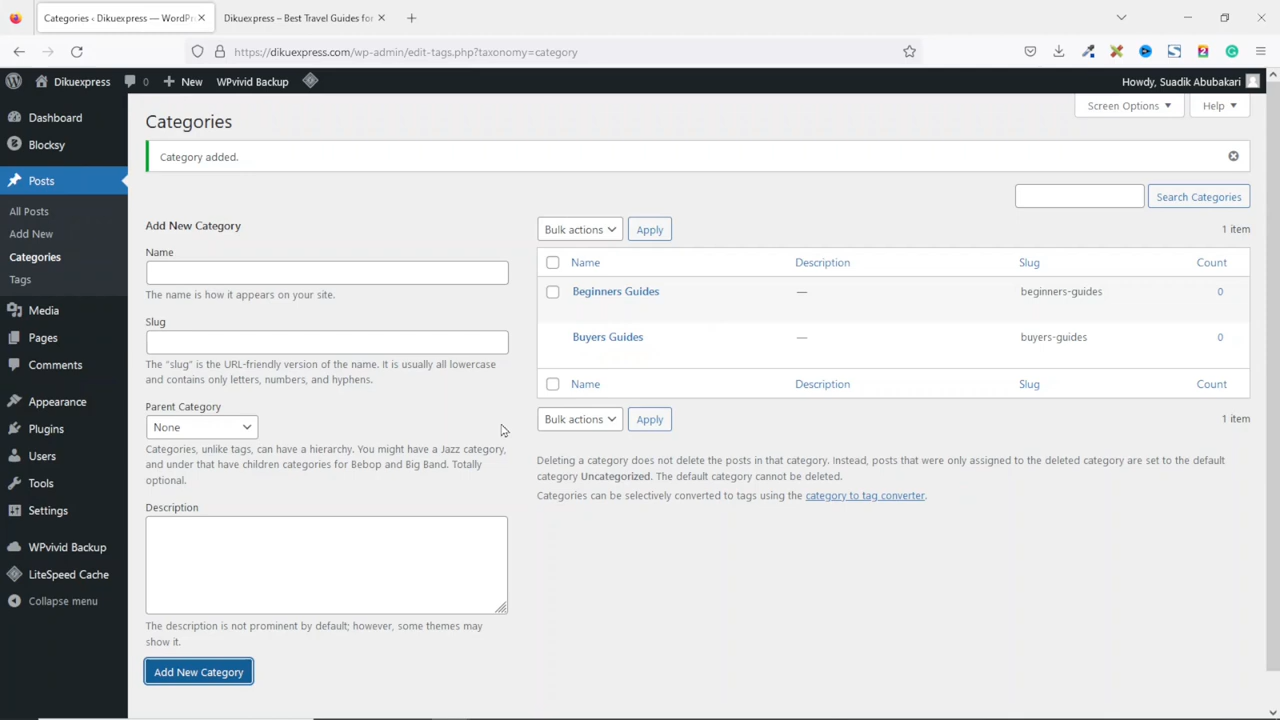 Categories ‹ Dikuexpress — WordPr
Dikuexpress – Best Travel Guides for
https://dikuexpress.com/wp-admin/edit-tags.php?taxonomy=category
Dikuexpress
0
New
WPvivid Backup
Howdy, Suadik Abubakari
Screen Options
Help
Dashboard
Blocksy
Posts
All Posts
Add New
Categories
Tags
Media
Pages
Comments
Appearance
Plugins
Users
Tools
Settings
WPvivid Backup
LiteSpeed Cache
Collapse menu
Categories
Category added.
Search Categories
Add New Category
Name
The name is how it appears on your site.
Slug
The “slug” is the URL-friendly version of the name. It is usually all lowercase
and contains only letters, numbers, and hyphens.
Parent Category
None
Categories, unlike tags, can have a hierarchy. You might have a Jazz category,
and under that have children categories for Bebop and Big Band. Totally
optional.
Description
The description is not prominent by default; however, some themes may
show it.
Add New Category
Bulk actions Apply 1 item
Name Description Slug Count
Beginners Guides — beginners-guides 0
Buyers Guides — buyers-guides 0
Name Description Slug Count
Bulk actions Apply 1 item
Deleting a category does not delete the posts in that category. Instead, posts that were only assigned to the deleted category are set to the default
category Uncategorized. The default category cannot be deleted.
Categories can be selectively converted to tags using the category to tag converter.